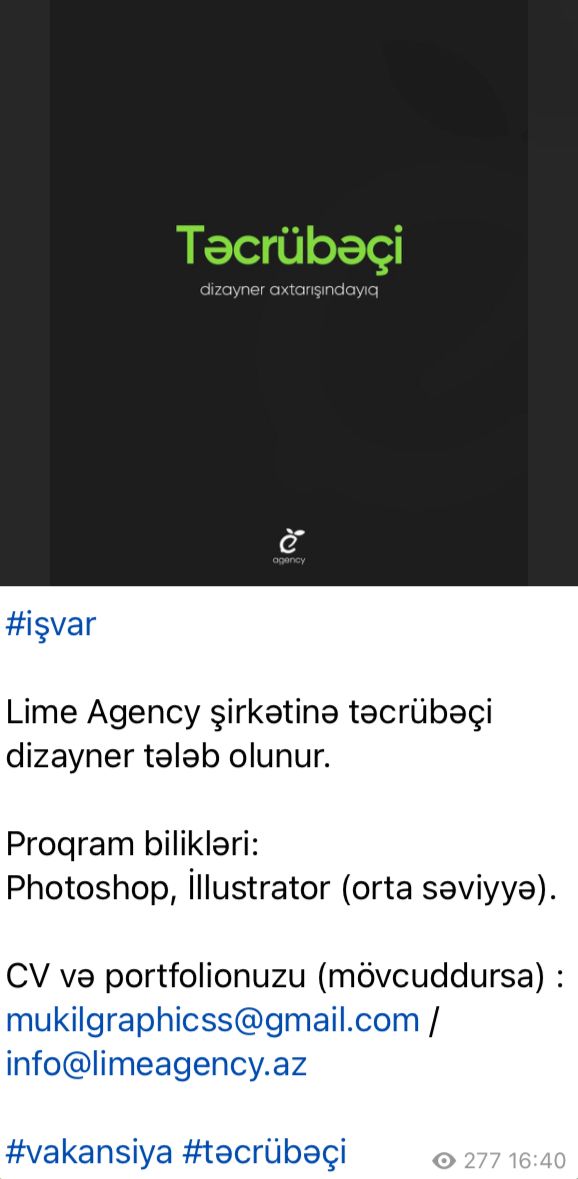 Təcrübəçi
dizayner axtarışındayıq
agency
#işvar
Lime Agency şirkətinə təcrübəçi
dizayner tələb olunur.
Proqram bilikləri:
Photoshop, İllustrator (orta səviyyə).
CV və portfolionuzu (mövcuddursa) :
mukilgraphicss@gmail.com /
info@limeagency.az
#vakansiya #təcrübəçi
277 16:40